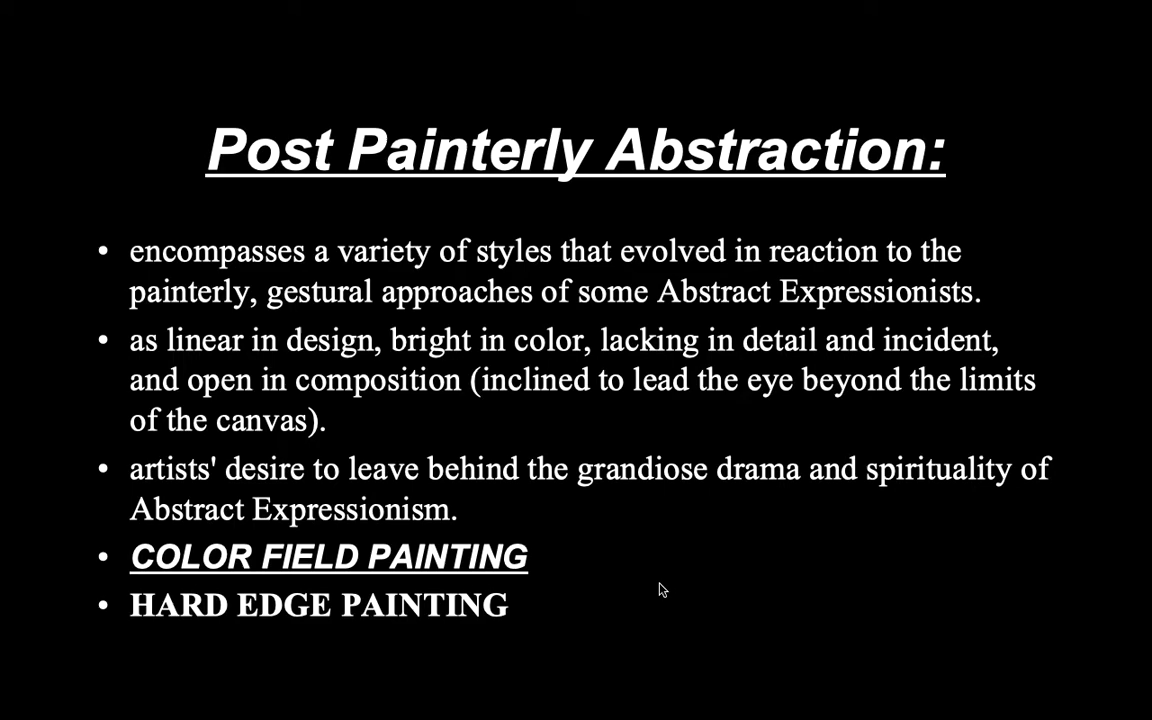 Post Painterly Abstraction:
• encompasses a variety of styles that evolved in reaction to the
painterly, gestural approaches of some Abstract Expressionists.
• as linear in design, bright in color, lacking in detail and incident,
and open in composition (inclined to lead the eye beyond the limits
of the canvas).
• artists' desire to leave behind the grandiose drama and spirituality of
Abstract Expressionism.
• COLOR FIELD PAINTING
• HARD EDGE PAINTING